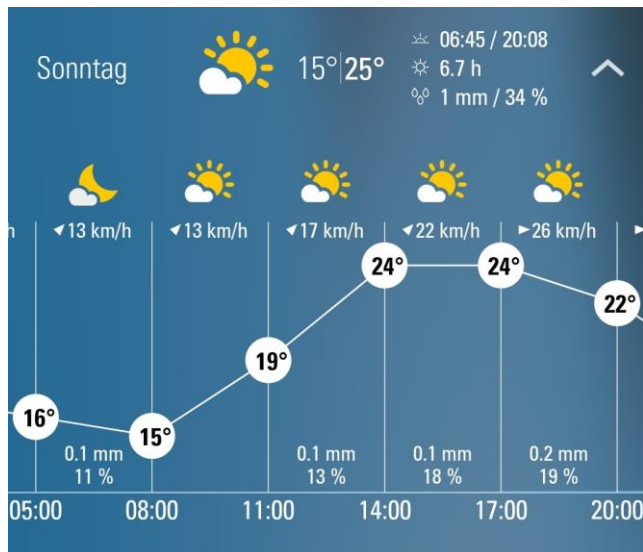 Sonntag
15°|25°
06:45 / 20:08
6.7 h
1 mm / 34 %
h
13 km/h
13 km/h
17 km/h
22 km/h
26 km/h
24°
24°
22°
19°
16°
15°
0.1 mm
11 %
0.1 mm
13 %
0.1 mm
18 %
0.2 mm
19 %
05:00
08:00
11:00
14:00
17:00
20:00